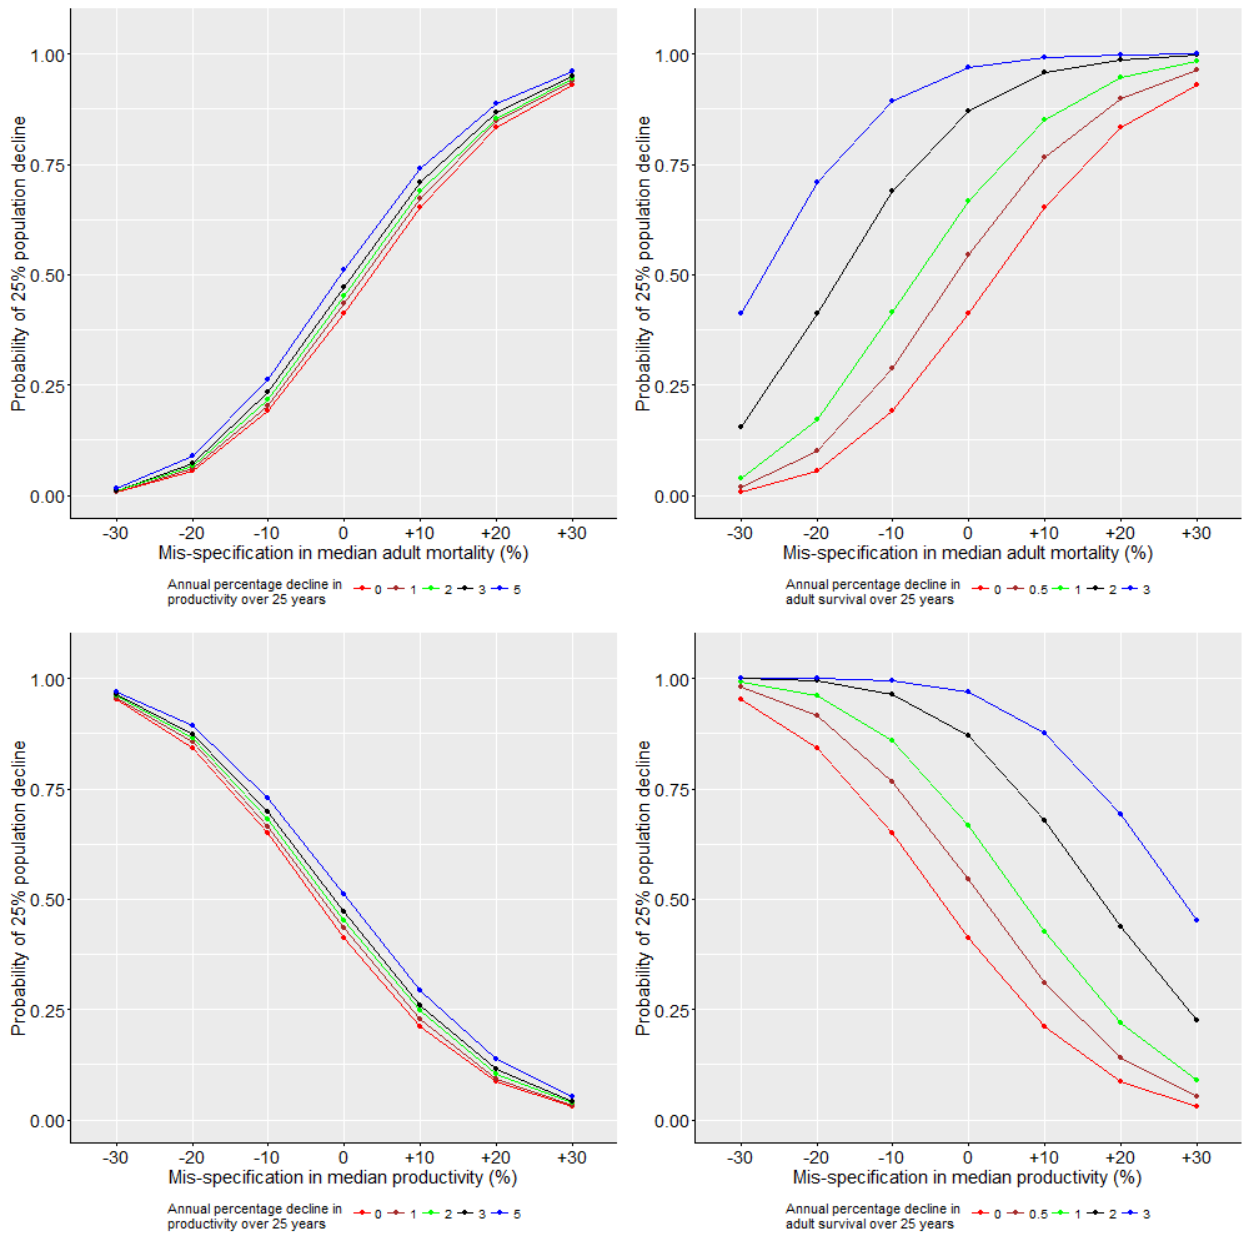 Probability of 25% population decline
1.00
0.75
0.50
0.25
0.00
-30 -20 -10 0 +10 +20 +30
Mis-specification in median adult mortality (%)
Annual percentage decline in
productivity over 25 years
0 1 2 3 5
Probability of 25% population decline
1.00
0.75
0.50
0.25
0.00
-30 -20 -10 0 +10 +20 +30
Mis-specification in median adult mortality (%)
Annual percentage decline in
adult survival over 25 years
0 0.5 1 2 3
Probability of 25% population decline
1.00
0.75
0.50
0.25
0.00
-30 -20 -10 0 +10 +20 +30
Mis-specification in median productivity (%)
Annual percentage decline in
productivity over 25 years
0 1 2 3 5
Probability of 25% population decline
1.00
0.75
0.50
0.25
0.00
-30 -20 -10 0 +10 +20 +30
Mis-specification in median productivity (%)
Annual percentage decline in
adult survival over 25 years
0 0.5 1 2 3